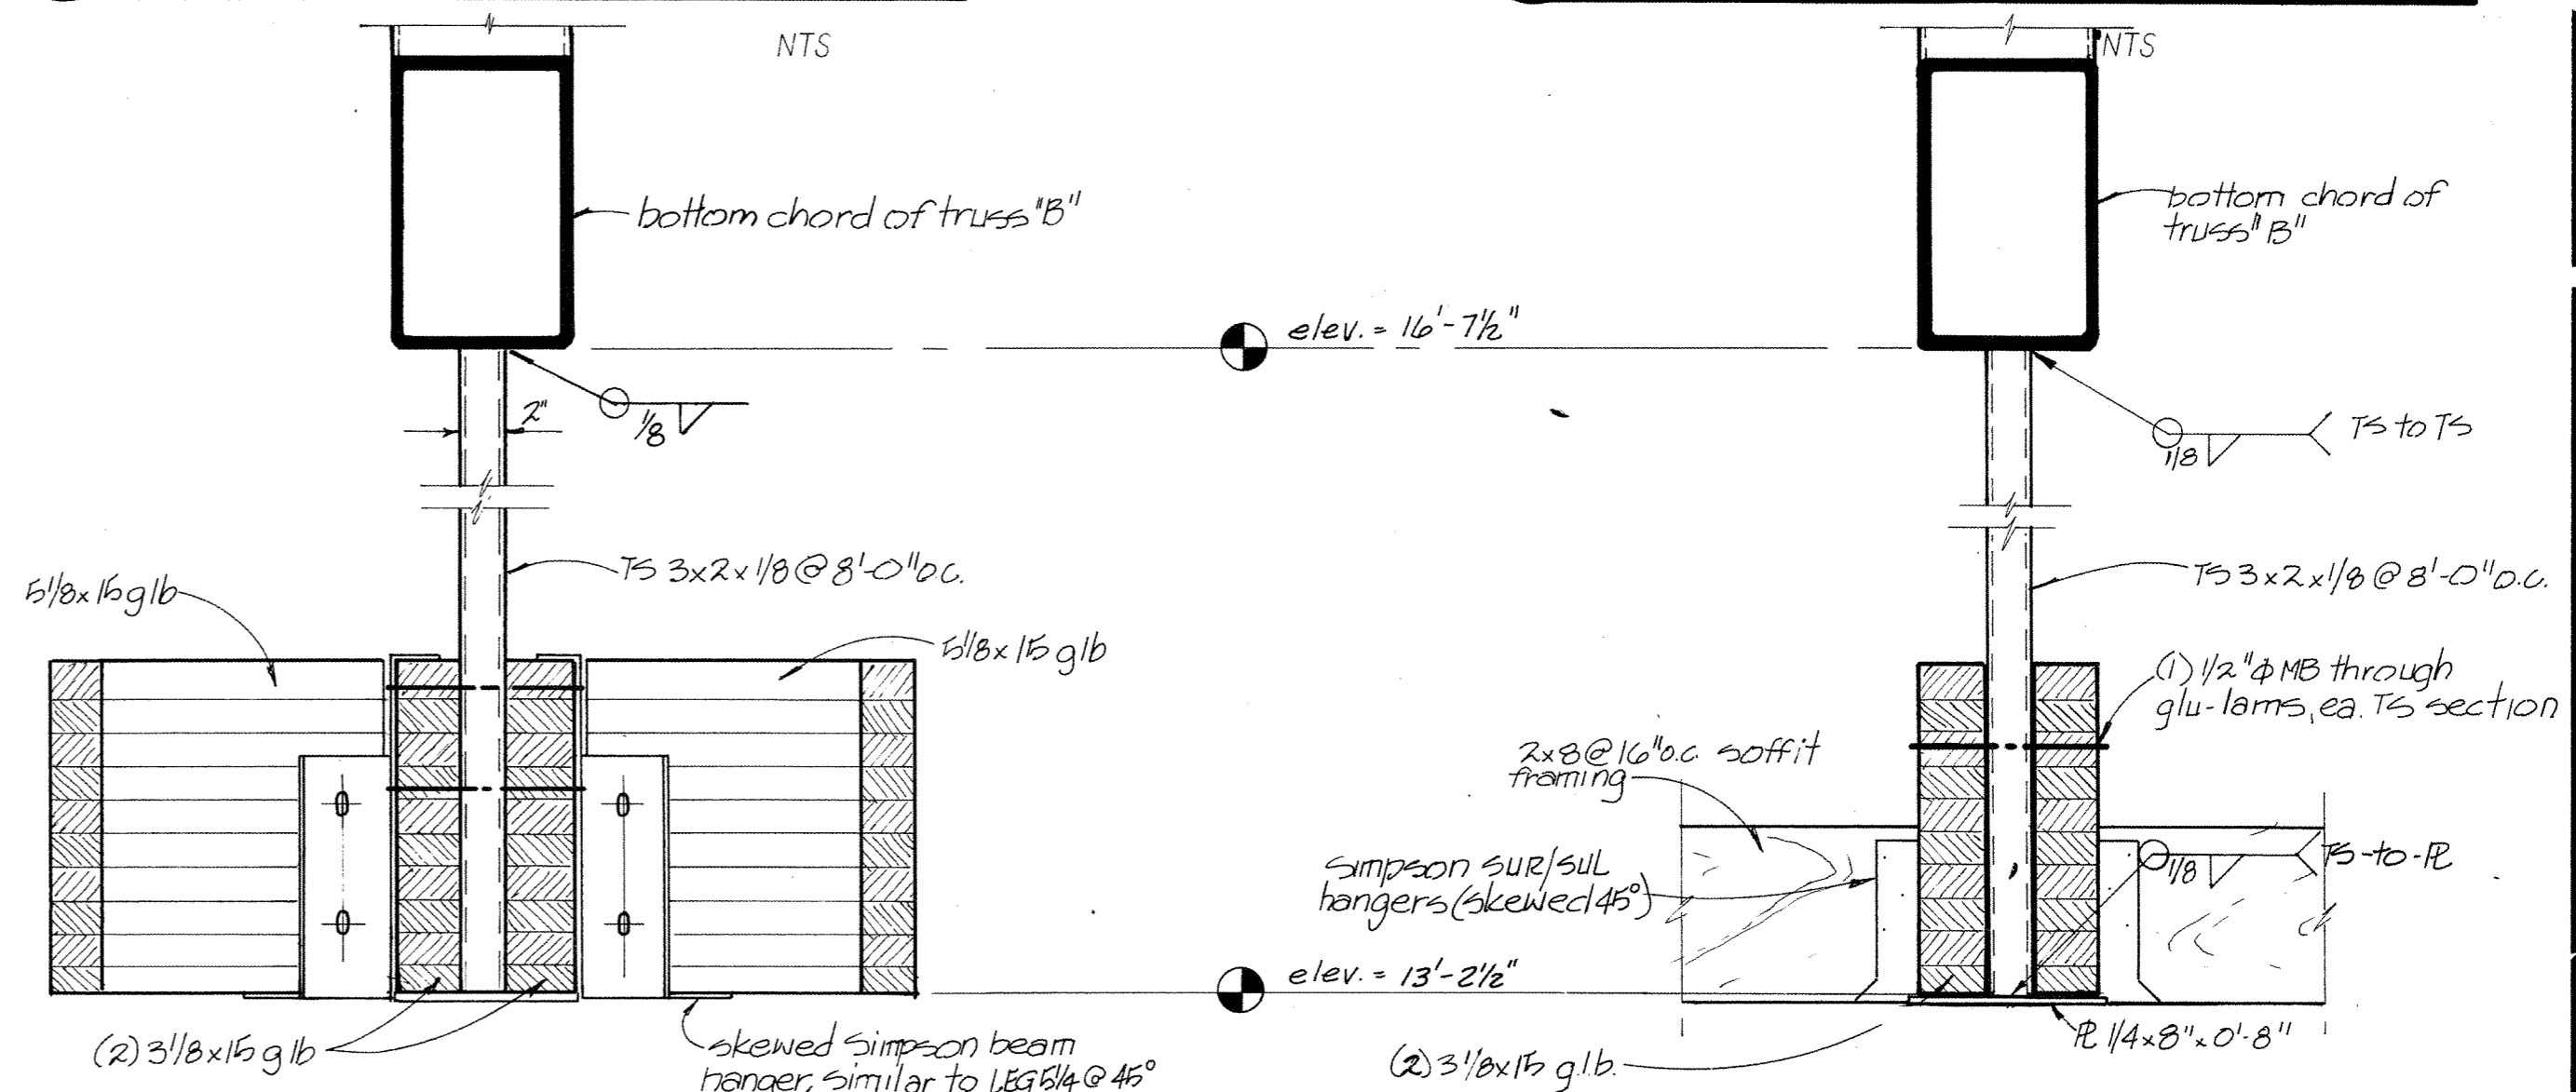 NTS
bottom chord of truss "B"
elev. = 16'-7½"
2"
1/8
TS 3x2x1/8 @ 8'-0" o.c.
5 1/8 x 15 glb
5 1/8 x 15 glb
(2) 3 1/8 x 15 glb
skewed Simpson beam
hanger, similar to LEG 5 1/4 @ 45°
elev. = 13'-2½"
NTS
bottom chord of
truss "B"
1/8
TS to TS
TS 3x2x1/8 @ 8'-0" o.c.
(1) 1/2" ϕ MB through
glu-lams, ea. TS section
2x8 @ 16" o.c. soffit
framing
Simpson SUR/SUL
hangers (skewed 45°)
1/8
TS-to-PL
PL 1/4 x 8" x 0'-8"
(2) 3 1/8 x 15 g.l.b.